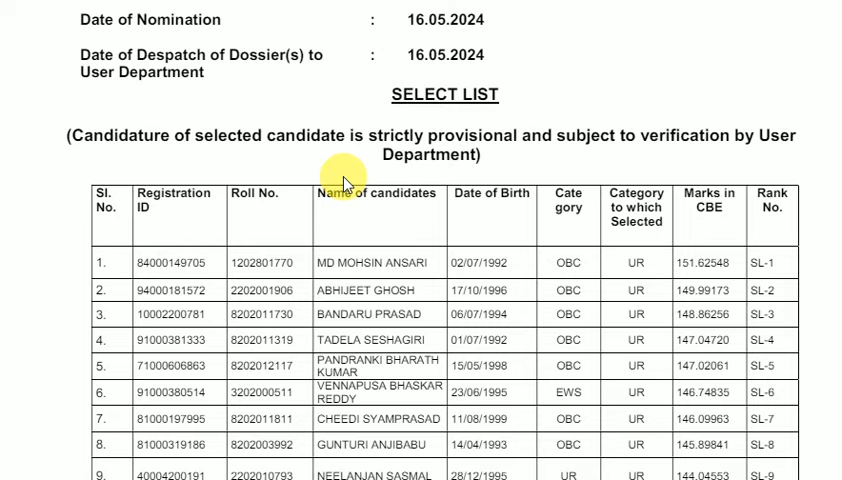 Date of Nomination : 16.05.2024
Date of Despatch of Dossier(s) to : 16.05.2024
User Department
SELECT LIST
(Candidature of selected candidate is strictly provisional and subject to verification by User
Department)
Sl. No. Registration ID Roll No. Name of candidates Date of Birth Cate gory Category to which Selected Marks in CBE Rank No.
1. 84000149705 1202801770 MD MOHSIN ANSARI 02/07/1992 OBC UR 151.62548 SL-1
2. 94000181572 2202001906 ABHIJEET GHOSH 17/10/1996 OBC UR 149.99173 SL-2
3. 10002200781 8202011730 BANDARU PRASAD 06/07/1994 OBC UR 148.86256 SL-3
4. 91000381333 8202011319 TADELA SESHAGIRI 01/07/1992 OBC UR 147.04720 SL-4
5. 71000606863 8202012117 PANDRANKI BHARATH KUMAR 15/05/1998 OBC UR 147.02061 SL-5
6. 91000380514 3202000511 VENNAPUSA BHASKAR REDDY 23/06/1995 EWS UR 146.74835 SL-6
7. 81000197995 8202011811 CHEEDI SYAMPRASAD 11/08/1999 OBC UR 146.09963 SL-7
8. 81000319186 8202003992 GUNTURI ANJIBABU 14/04/1993 OBC UR 145.89841 SL-8
9. 40004200191 2202010793 NEELANJAN SASMAL 28/12/1995 UR UR 144.04553 SL-9